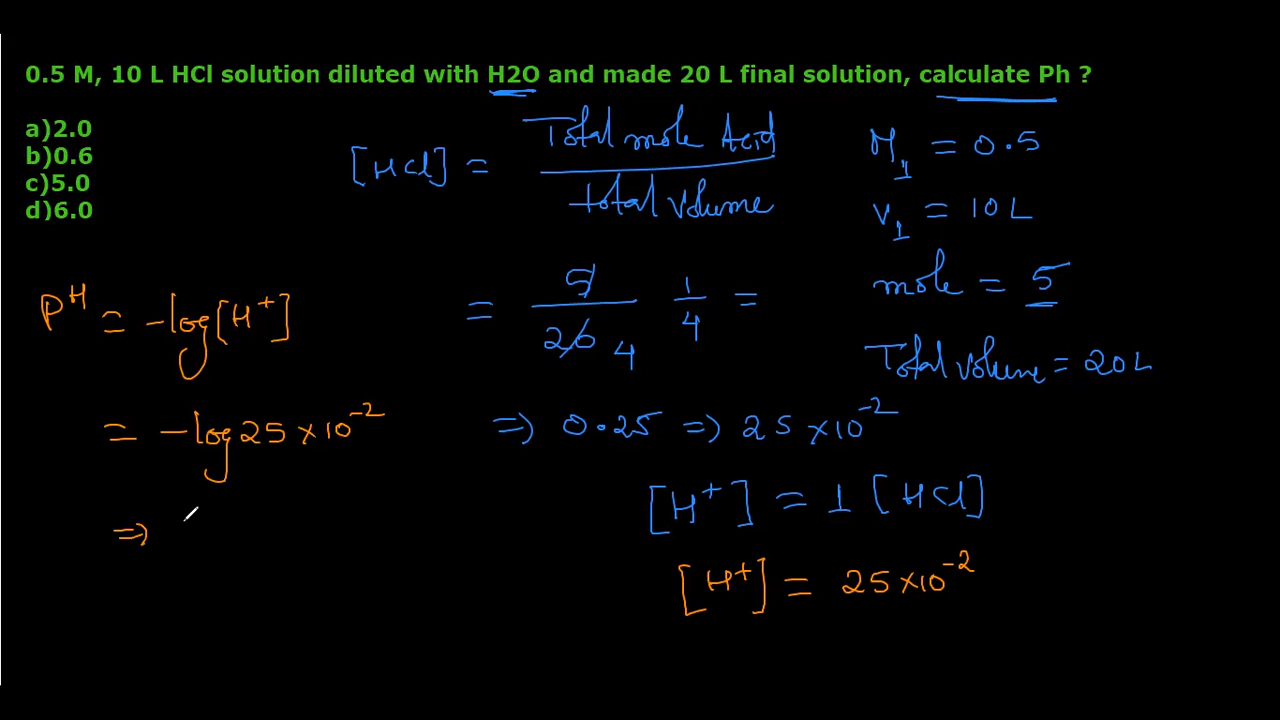 0.5 M, 10 L HCl solution diluted with H2O and made 20 L final solution, calculate Ph ?
a)2.0
b)0.6
c)5.0
d)6.0
[HCl] = Total mole Acid / total volume
= 5/20 4 1/4 =
=> 0.25 => 25 × 10⁻²
[H⁺] = 1 [HCl]
[H⁺] = 25 × 10⁻²
M₁ = 0.5
V₁ = 10 L
mole = 5
Total volume = 20 L
Pᴴ = -log[H⁺]
= -log 25 × 10⁻²
=>